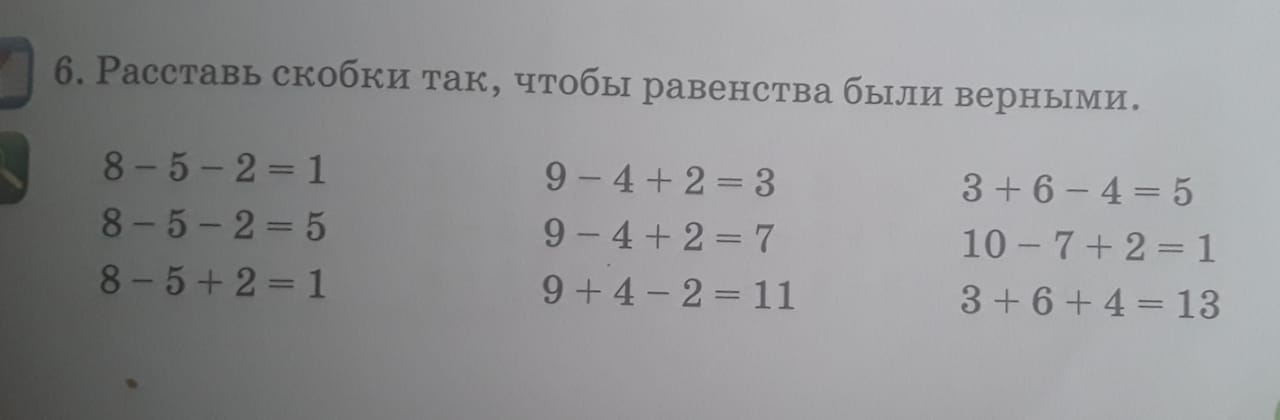 6. Расставь скобки так, чтобы равенства были верными.
8 − 5 − 2 = 1
8 − 5 − 2 = 5
8 − 5 + 2 = 1
9 − 4 + 2 = 3
9 − 4 + 2 = 7
9 + 4 − 2 = 11
3 + 6 − 4 = 5
10 − 7 + 2 = 1
3 + 6 + 4 = 13